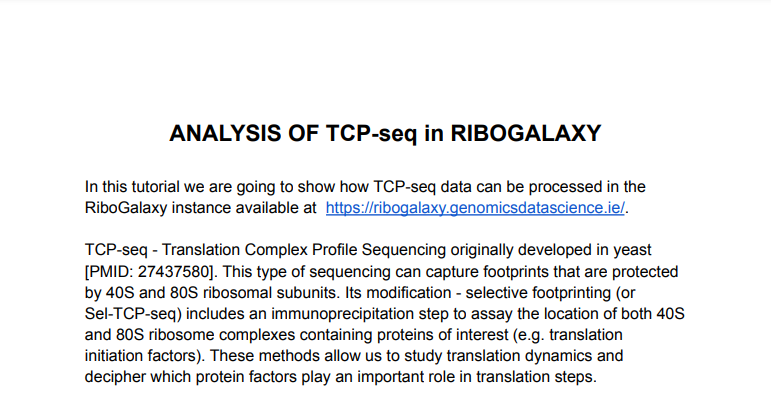 ANALYSIS OF TCP-seq in RIBOGALAXY
In this tutorial we are going to show how TCP-seq data can be processed in the
RiboGalaxy instance available at https://ribogalaxy.genomicsdatascience.ie/.
TCP-seq - Translation Complex Profile Sequencing originally developed in yeast
[PMID: 27437580]. This type of sequencing can capture footprints that are protected
by 40S and 80S ribosomal subunits. Its modification - selective footprinting (or
Sel-TCP-seq) includes an immunoprecipitation step to assay the location of both 40S
and 80S ribosome complexes containing proteins of interest (e.g. translation
initiation factors). These methods allow us to study translation dynamics and
decipher which protein factors play an important role in translation steps.